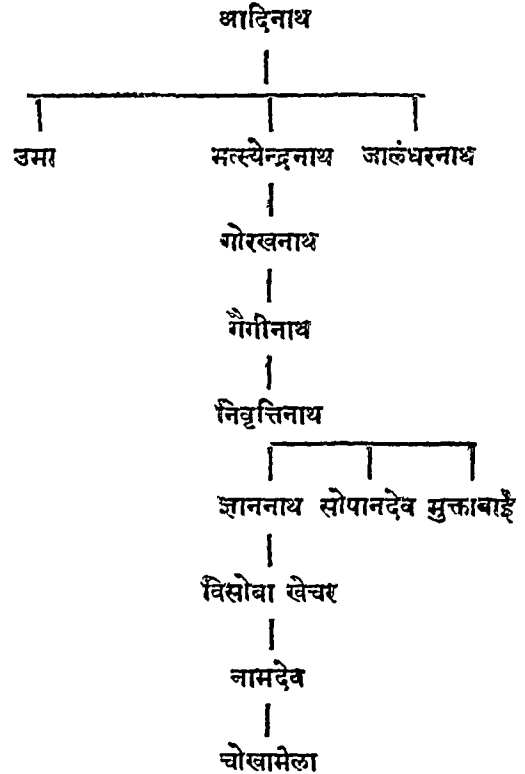 आदिनाथ
उमा मत्स्येन्द्रनाथ जालंधरनाथ
गोरखनाथ
गैगीनाथ
निवृत्तिनाथ
ज्ञाननाथ सोपानदेव मुक्ताबाईं
विसोबा खेचर
नामदेव
चोखामेला